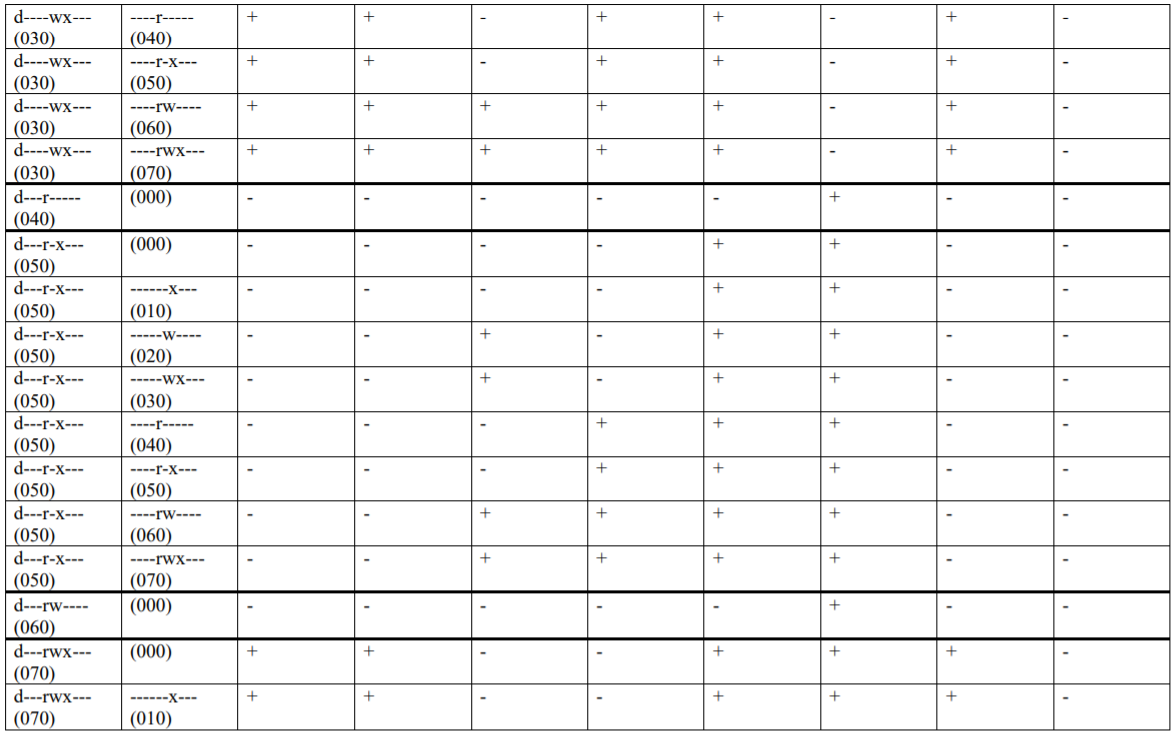 d----wx--- ----r----- + + - + + - + -
(030) (040)
d----wx--- ----r-x--- + + - + + - + -
(030) (050)
d----wx--- ----rw---- + + + + + - + -
(030) (060)
d----wx--- ----rwx--- + + + + + - + -
(030) (070)
d---r----- (000) - - - - - + - -
(040)
d---r-x--- (000) - - - - + + - -
(050)
d---r-x--- ------x--- - - - - + + - -
(050) (010)
d---r-x--- -----w---- - - + - + + - -
(050) (020)
d---r-x--- -----wx--- - - + - + + - -
(050) (030)
d---r-x--- ----r----- - - - + + + - -
(050) (040)
d---r-x--- ----r-x--- - - - + + + - -
(050) (050)
d---r-x--- ----rw---- - - + + + + - -
(050) (060)
d---r-x--- ----rwx--- - - + + + + - -
(050) (070)
d---rw---- (000) - - - - - + - -
(060)
d---rwx--- (000) + + - - + + + -
(070)
d---rwx--- ------x--- + + - - + + + -
(070) (010)